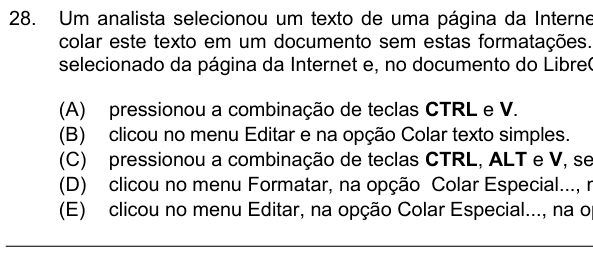 28. Um analista selecionou um texto de uma página da Interne
colar este texto em um documento sem estas formatações.
selecionado da página da Internet e, no documento do Libre
(A) pressionou a combinação de teclas CTRL e V.
(B) clicou no menu Editar e na opção Colar texto simples.
(C) pressionou a combinação de teclas CTRL, ALT e V, se
(D) clicou no menu Formatar, na opção Colar Especial...,
(E) clicou no menu Editar, na opção Colar Especial..., na